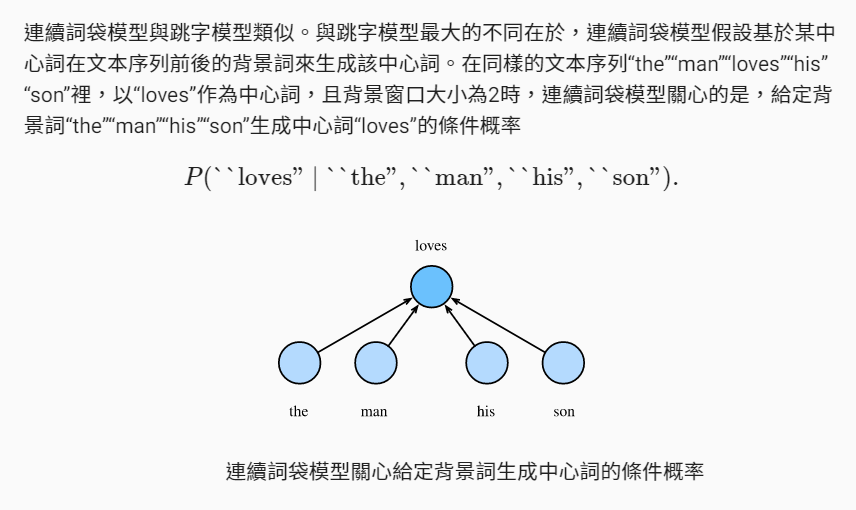 連續詞袋模型與跳字模型類似。與跳字模型最大的不同在於，連續詞袋模型假設基於某中
心詞在文本序列前後的背景詞來生成該中心詞。在同樣的文本序列“the”“man”“loves”“his”
“son”裡，以“loves”作為中心詞，且背景窗口大小為2時，連續詞袋模型關心的是，給定背
景詞“the”“man”“his”“son”生成中心詞“loves”的條件概率
P(``loves” | ``the”, ``man”, ``his”, ``son”).
loves
the man his son
連續詞袋模型關心給定背景詞生成中心詞的條件概率